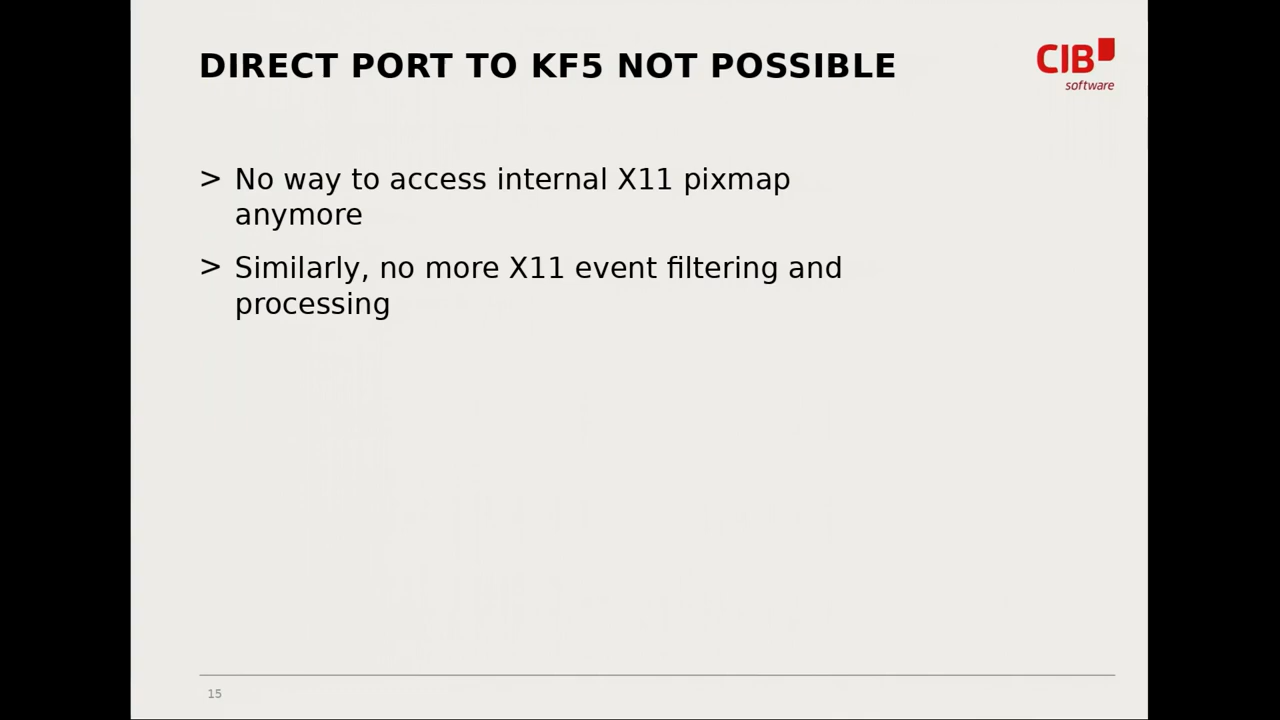 DIRECT PORT TO KF5 NOT POSSIBLE
CIB
software
> No way to access internal X11 pixmap
anymore
> Similarly, no more X11 event filtering and
processing
15